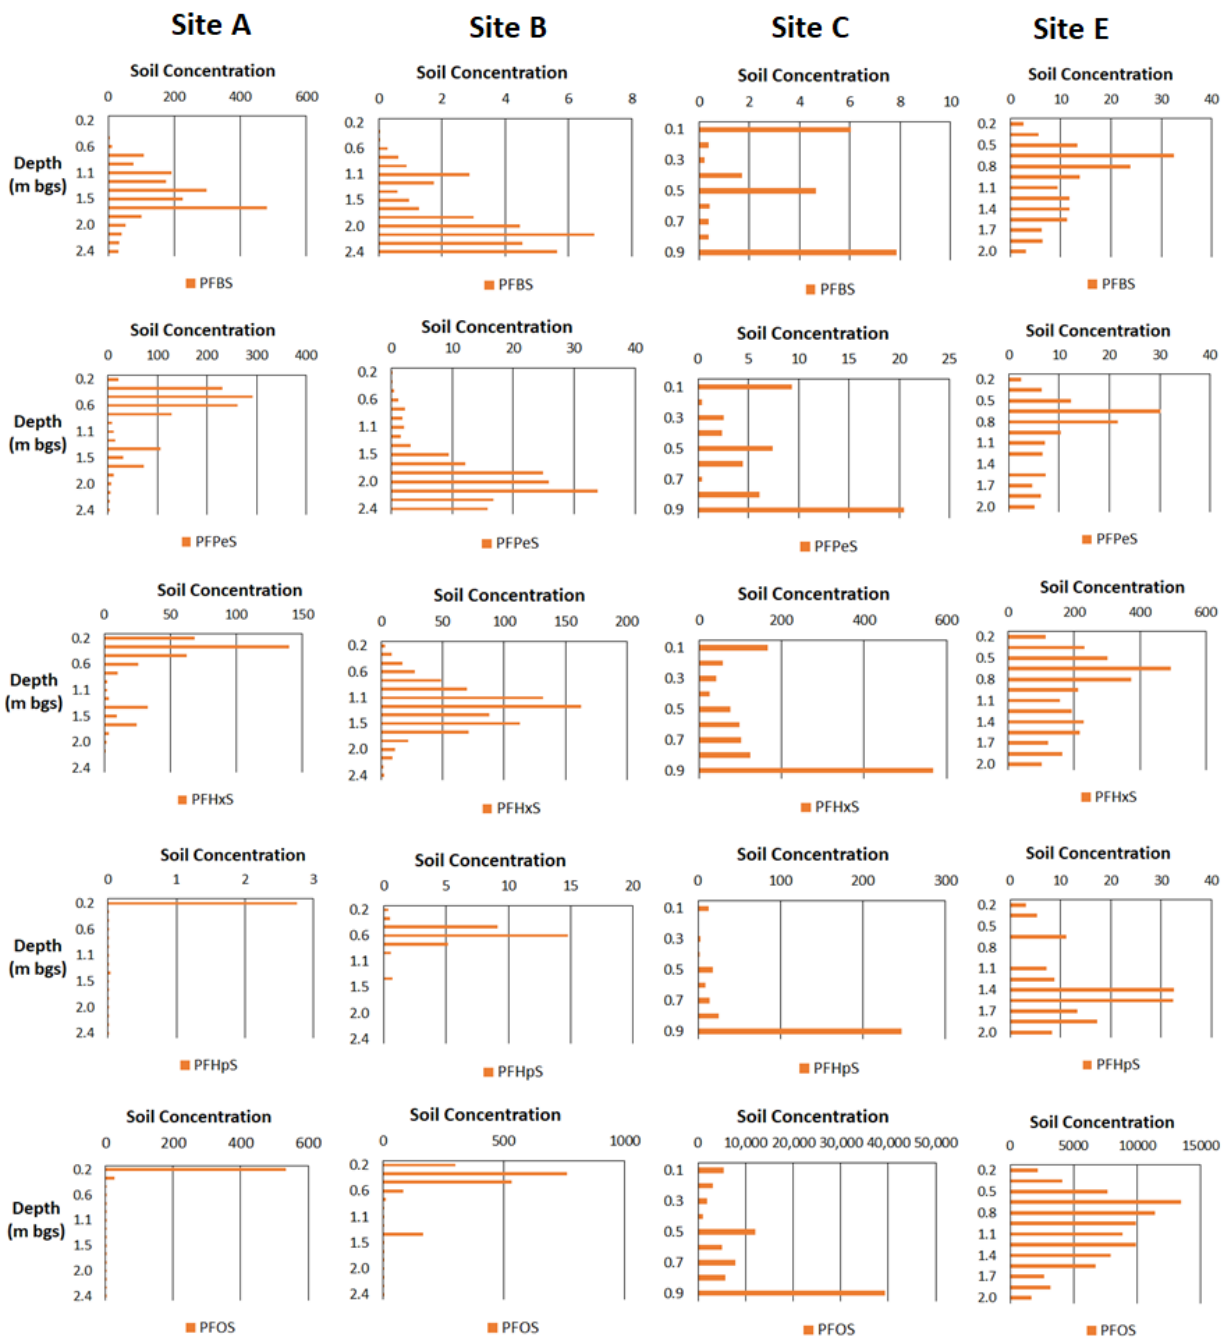 Site A Site B Site C Site E
Soil Concentration
0 200 400 600
Depth
(m bgs)
0.2
0.6
1.1
1.5
2.0
2.4
PFBS
Soil Concentration
0 2 4 6 8
0.2
0.6
1.1
1.5
2.0
2.4
PFBS
Soil Concentration
0 2 4 6 8 10
0.1
0.3
0.5
0.7
0.9
PFBS
Soil Concentration
0 10 20 30 40
0.2
0.5
0.8
1.1
1.4
1.7
2.0
PFBS
Soil Concentration
0 100 200 300 400
Depth
(m bgs)
0.2
0.6
1.1
1.5
2.0
2.4
PFPeS
Soil Concentration
0 10 20 30 40
0.2
0.6
1.1
1.5
2.0
2.4
PFPeS
Soil Concentration
0 5 10 15 20 25
0.1
0.3
0.5
0.7
0.9
PFPeS
Soil Concentration
0 10 20 30 40
0.2
0.5
0.8
1.1
1.4
1.7
2.0
PFPeS
Soil Concentration
0 50 100 150
Depth
(m bgs)
0.2
0.6
1.1
1.5
2.0
2.4
PFHxS
Soil Concentration
0 50 100 150 200
0.2
0.6
1.1
1.5
2.0
2.4
PFHxS
Soil Concentration
0 200 400 600
0.1
0.3
0.5
0.7
0.9
PFHxS
Soil Concentration
0 200 400 600
0.2
0.5
0.8
1.1
1.4
1.7
2.0
PFHxS
Soil Concentration
0 1 2 3
Depth
(m bgs)
0.2
0.6
1.1
1.5
2.0
2.4
PFHpS
Soil Concentration
0 5 10 15 20
0.2
0.6
1.1
1.5
2.0
2.4
PFHpS
Soil Concentration
0 100 200 300
0.1
0.3
0.5
0.7
0.9
PFHpS
Soil Concentration
0 10 20 30 40
0.2
0.5
0.8
1.1
1.4
1.7
2.0
PFHpS
Soil Concentration
0 200 400 600
Depth
(m bgs)
0.2
0.6
1.1
1.5
2.0
2.4
PFOS
Soil Concentration
0 500 1000
0.2
0.6
1.1
1.5
2.0
2.4
PFOS
Soil Concentration
0 10,000 20,000 30,000 40,000 50,000
0.1
0.3
0.5
0.7
0.9
PFOS
Soil Concentration
0 5000 10000 15000
0.2
0.5
0.8
1.1
1.4
1.7
2.0
PFOS